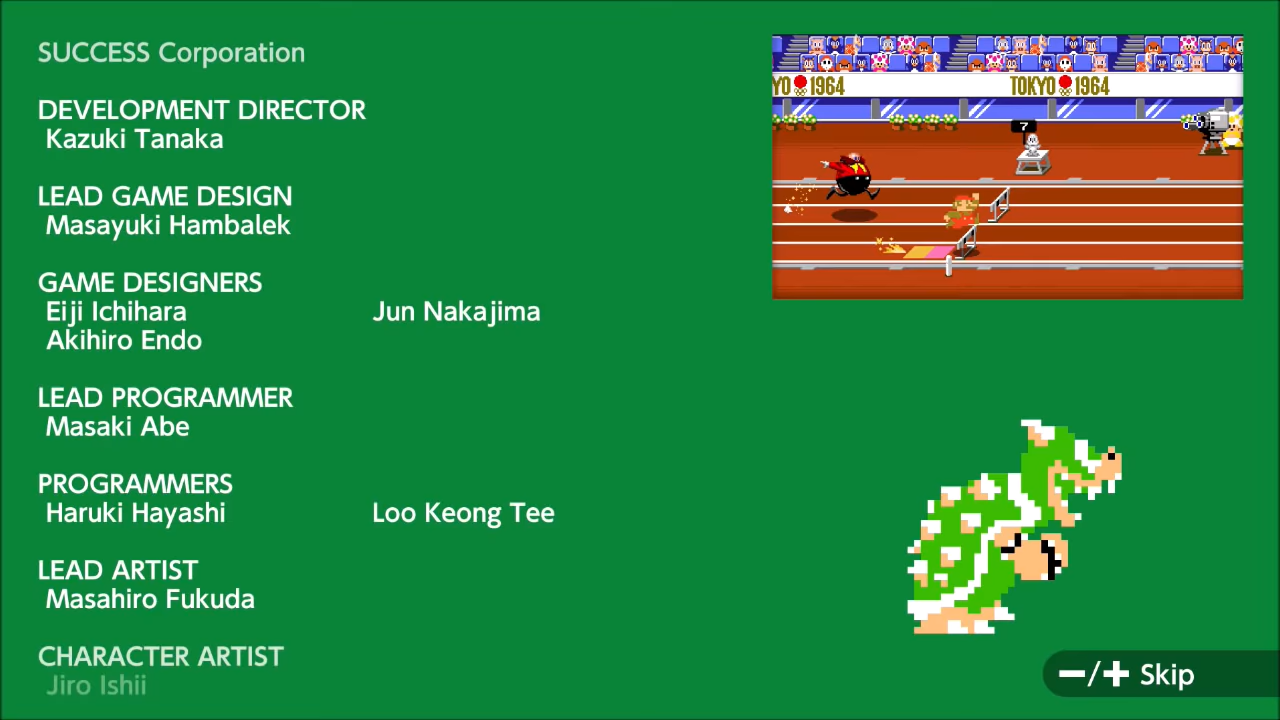 SUCCESS Corporation
DEVELOPMENT DIRECTOR
Kazuki Tanaka
LEAD GAME DESIGN
Masayuki Hambalek
GAME DESIGNERS
Eiji Ichihara Jun Nakajima
Akihiro Endo
LEAD PROGRAMMER
Masaki Abe
PROGRAMMERS
Haruki Hayashi Loo Keong Tee
LEAD ARTIST
Masahiro Fukuda
CHARACTER ARTIST
Jiro Ishii
YO 1964 TOKYO 1964
7
−/+ Skip